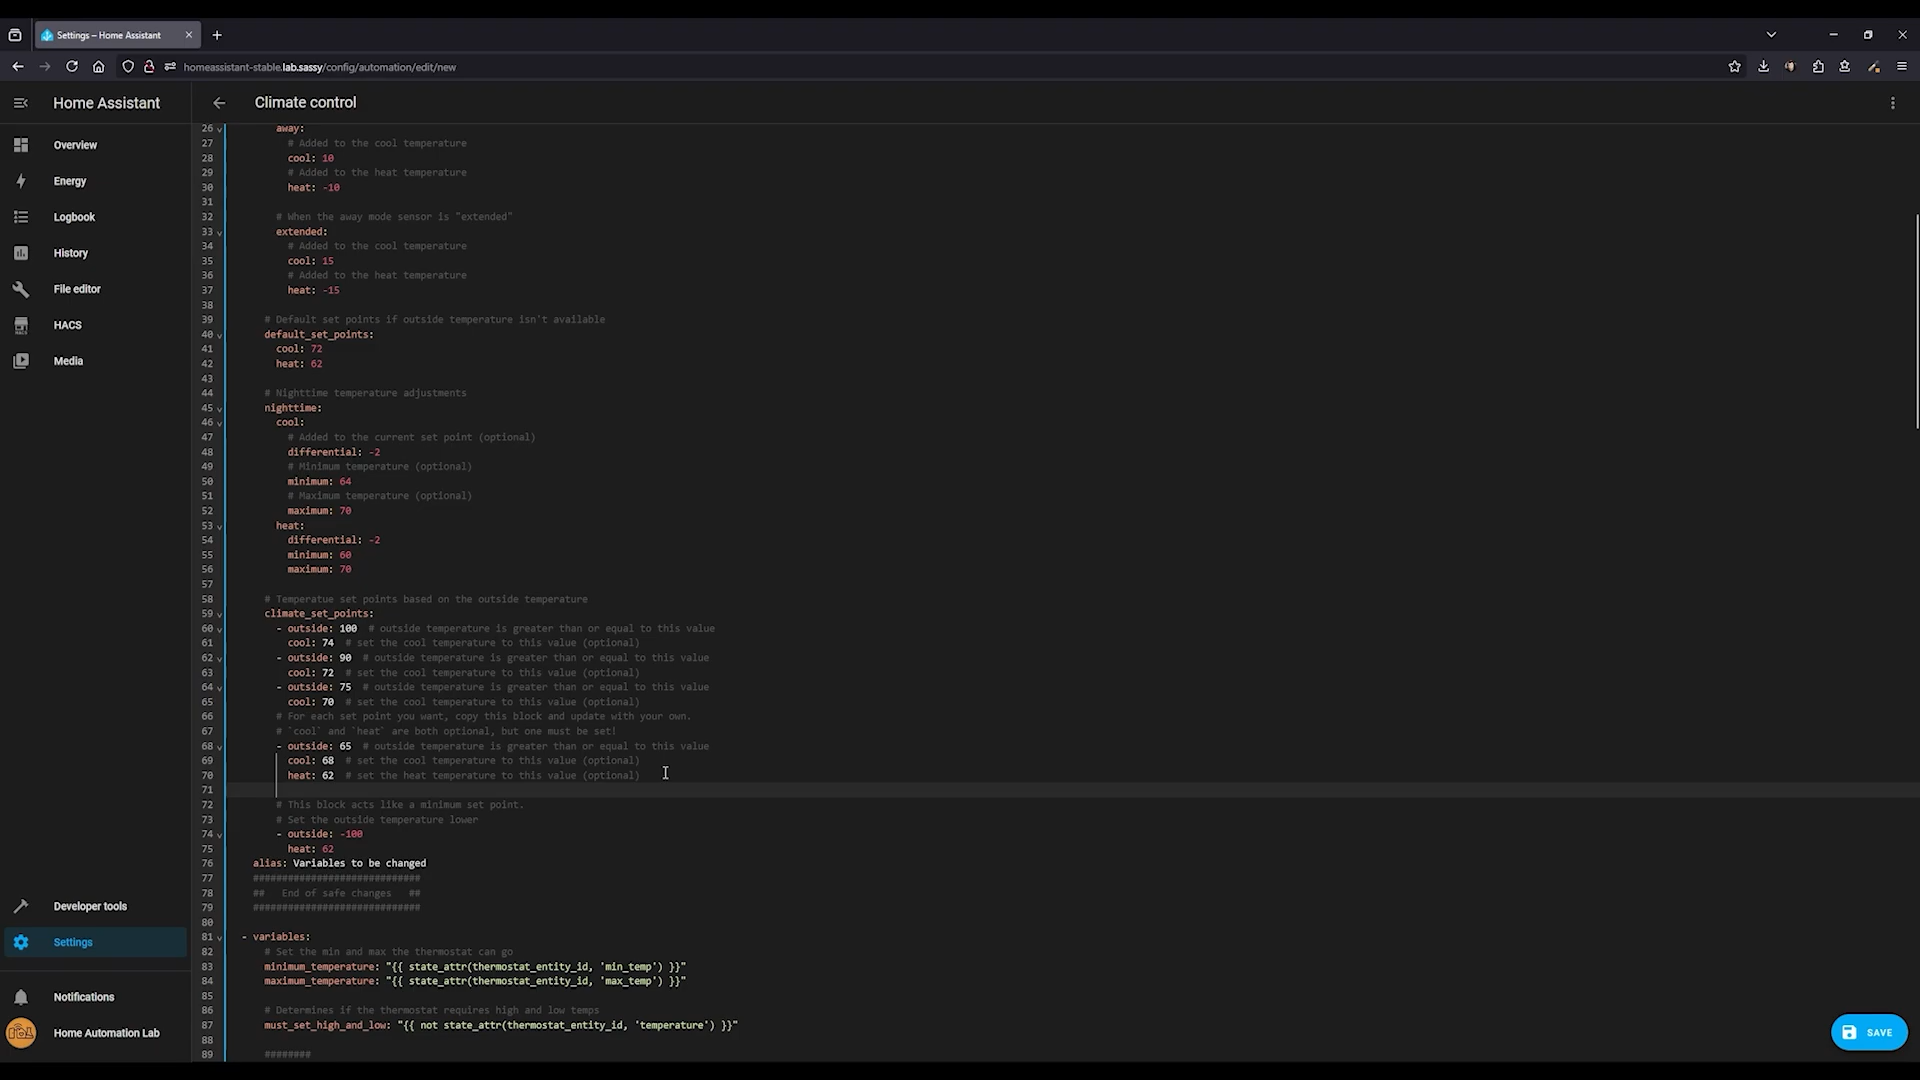 Settings – Home Assistant
homeassistant-stable.lab.sassy/config/automation/edit/new
Home Assistant
Climate control
Overview
Energy
Logbook
History
File editor
HACS
Media
Developer tools
Settings
Notifications
Home Automation Lab
26 away:
27 # Added to the cool temperature
28 cool: 10
29 # Added to the heat temperature
30 heat: -10
31
32 # When the away mode sensor is "extended"
33 extended:
34 # Added to the cool temperature
35 cool: 15
36 # Added to the heat temperature
37 heat: -15
38
39 # Default set points if outside temperature isn't available
40 default_set_points:
41 cool: 72
42 heat: 62
43
44 # Nighttime temperature adjustments
45 nighttime:
46 cool:
47 # Added to the current set point (optional)
48 differential: -2
49 # Minimum temperature (optional)
50 minimum: 64
51 # Maximum temperature (optional)
52 maximum: 70
53 heat:
54 differential: -2
55 minimum: 60
56 maximum: 70
57
58 # Temperatue set points based on the outside temperature
59 climate_set_points:
60 - outside: 100 # outside temperature is greater than or equal to this value
61 cool: 74 # set the cool temperature to this value (optional)
62 - outside: 90 # outside temperature is greater than or equal to this value
63 cool: 72 # set the cool temperature to this value (optional)
64 - outside: 75 # outside temperature is greater than or equal to this value
65 cool: 70 # set the cool temperature to this value (optional)
66 # For each set point you want, copy this block and update with your own.
67 # `cool` and `heat` are both optional, but one must be set!
68 - outside: 65 # outside temperature is greater than or equal to this value
69 cool: 68 # set the cool temperature to this value (optional)
70 heat: 62 # set the heat temperature to this value (optional)
71
72 # This block acts like a minimum set point.
73 # Set the outside temperature lower
74 - outside: -100
75 heat: 62
76 alias: Variables to be changed
77 #############################
78 ## End of safe changes ##
79 #############################
80
81 - variables:
82 # Set the min and max the thermostat can go
83 minimum_temperature: "{{ state_attr(thermostat_entity_id, 'min_temp') }}"
84 maximum_temperature: "{{ state_attr(thermostat_entity_id, 'max_temp') }}"
85
86 # Determines if the thermostat requires high and low temps
87 must_set_high_and_low: "{{ not state_attr(thermostat_entity_id, 'temperature') }}"
88
89 ########
SAVE